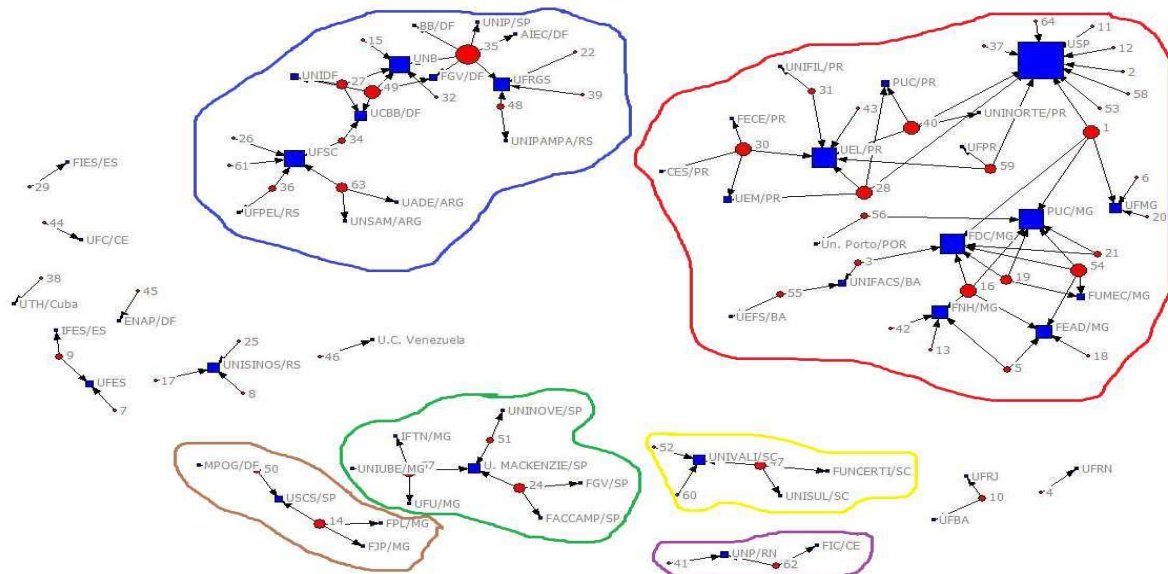 BB/DF
UNIP/SP
AIEC/DF
35
15
UNB
22
UNIDF
27
49
FGV/DF
UFRGS
32
39
48
UCBB/DF
UNIPAMPA/RS
34
26
UFSC
61
36
63
UFPEL/RS
UADE/ARG
UNSAM/ARG
64
11
37
USP
12
2
58
53
UNIFIL/PR
PUC/PR
31
43
UNINORTE/PR
40
1
FECE/PR
30
UEL/PR
UFPR
59
CES/PR
28
6
UEM/PR
UFMG
20
56
PUC/MG
Un. Porto/POR
FDC/MG
3
21
54
UNIFACS/BA
19
16
FUMEC/MG
55
UEFS/BA
FNH/MG
42
FEAD/MG
13
18
5
FIES/ES
29
44
UFC/CE
38
UTH/Cuba
45
ENAP/DF
IFES/ES
9
UFES
7
25
UNISINOS/RS
17
8
U.C. Venezuela
46
UNINOVE/SP
IFTN/MG
51
UNIUBE/MG
U. MACKENZIE/SP
24
FGV/SP
UFU/MG
FACCAMP/SP
MPOG/DF
50
USCS/SP
14
FPL/MG
FJP/MG
52
UNIVALI/SC
FUNCERTI/SC
60
UNISUL/SC
41
UNP/RN
FIC/CE
62
UFRJ
10
UFBA
UFRN
4